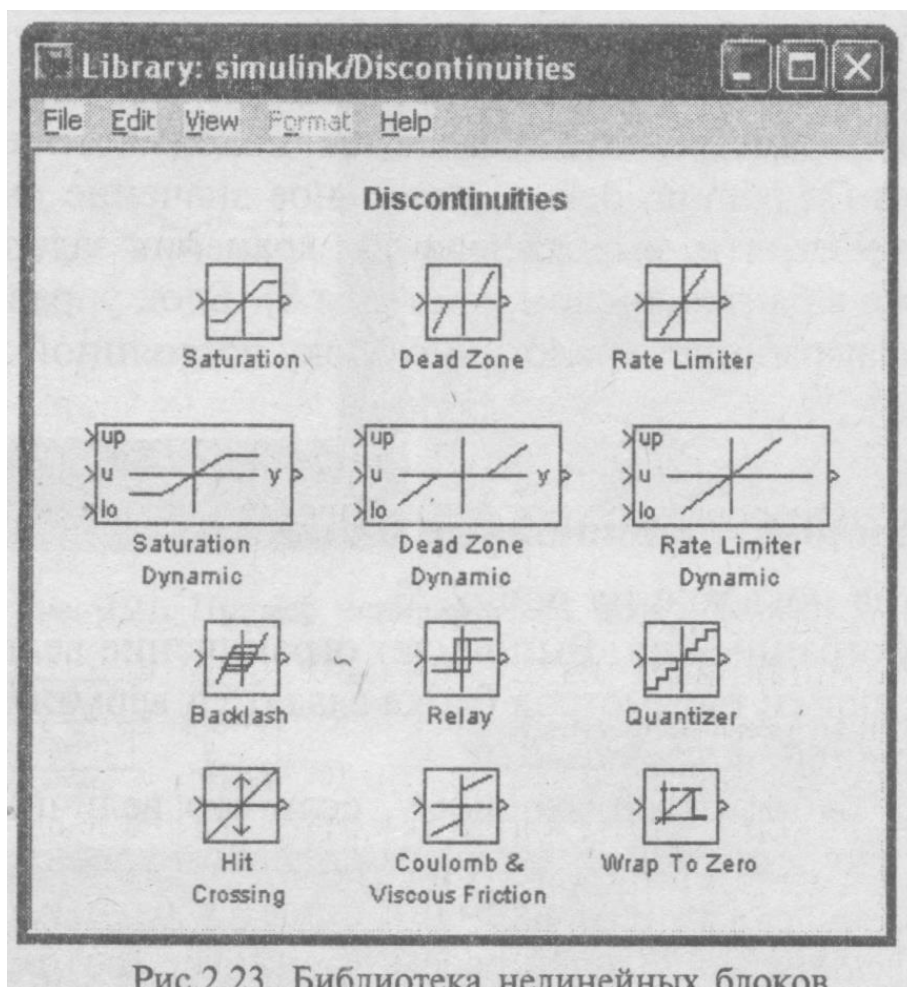 Library: simulink/Discontinuities
File Edit View Format Help
Discontinuities
Saturation
Dead Zone
Rate Limiter
up
u
lo
y
Saturation
Dynamic
up
u
lo
y
Dead Zone
Dynamic
up
u
lo
Rate Limiter
Dynamic
Backlash
Relay
Quantizer
Hit
Crossing
Coulomb &
Viscous Friction
Wrap To Zero
Рис.2.23. Библиотека нелинейных блоков